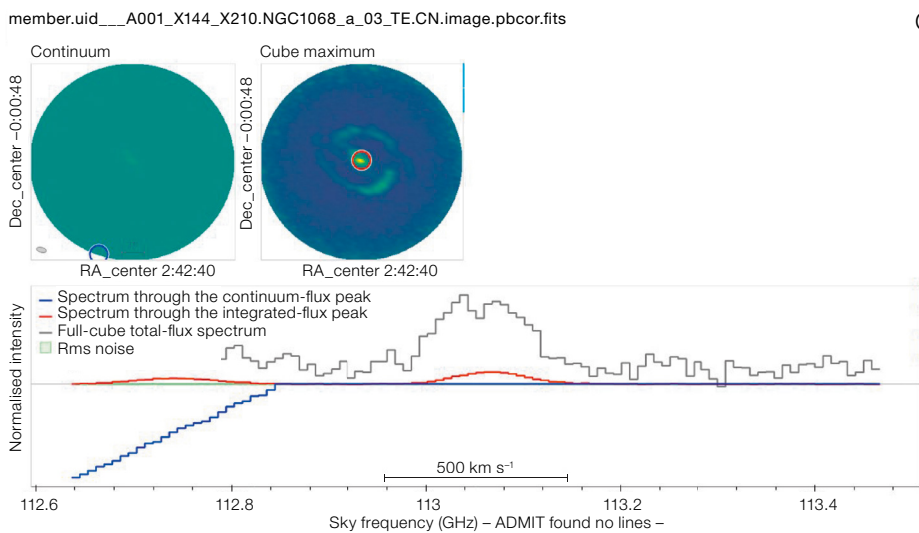 member.uid___A001_X144_X210.NGC1068_a_03_TE.CN.image.pbcor.fits
Continuum
Cube maximum
Dec_center –0:00:48
Dec_center –0:00:48
RA_center 2:42:40
RA_center 2:42:40
Spectrum through the continuum-flux peak
Spectrum through the integrated-flux peak
Full-cube total-flux spectrum
Rms noise
Normalised intensity
500 km s⁻¹
112.6 112.8 113 113.2 113.4
Sky frequency (GHz) – ADMIT found no lines –